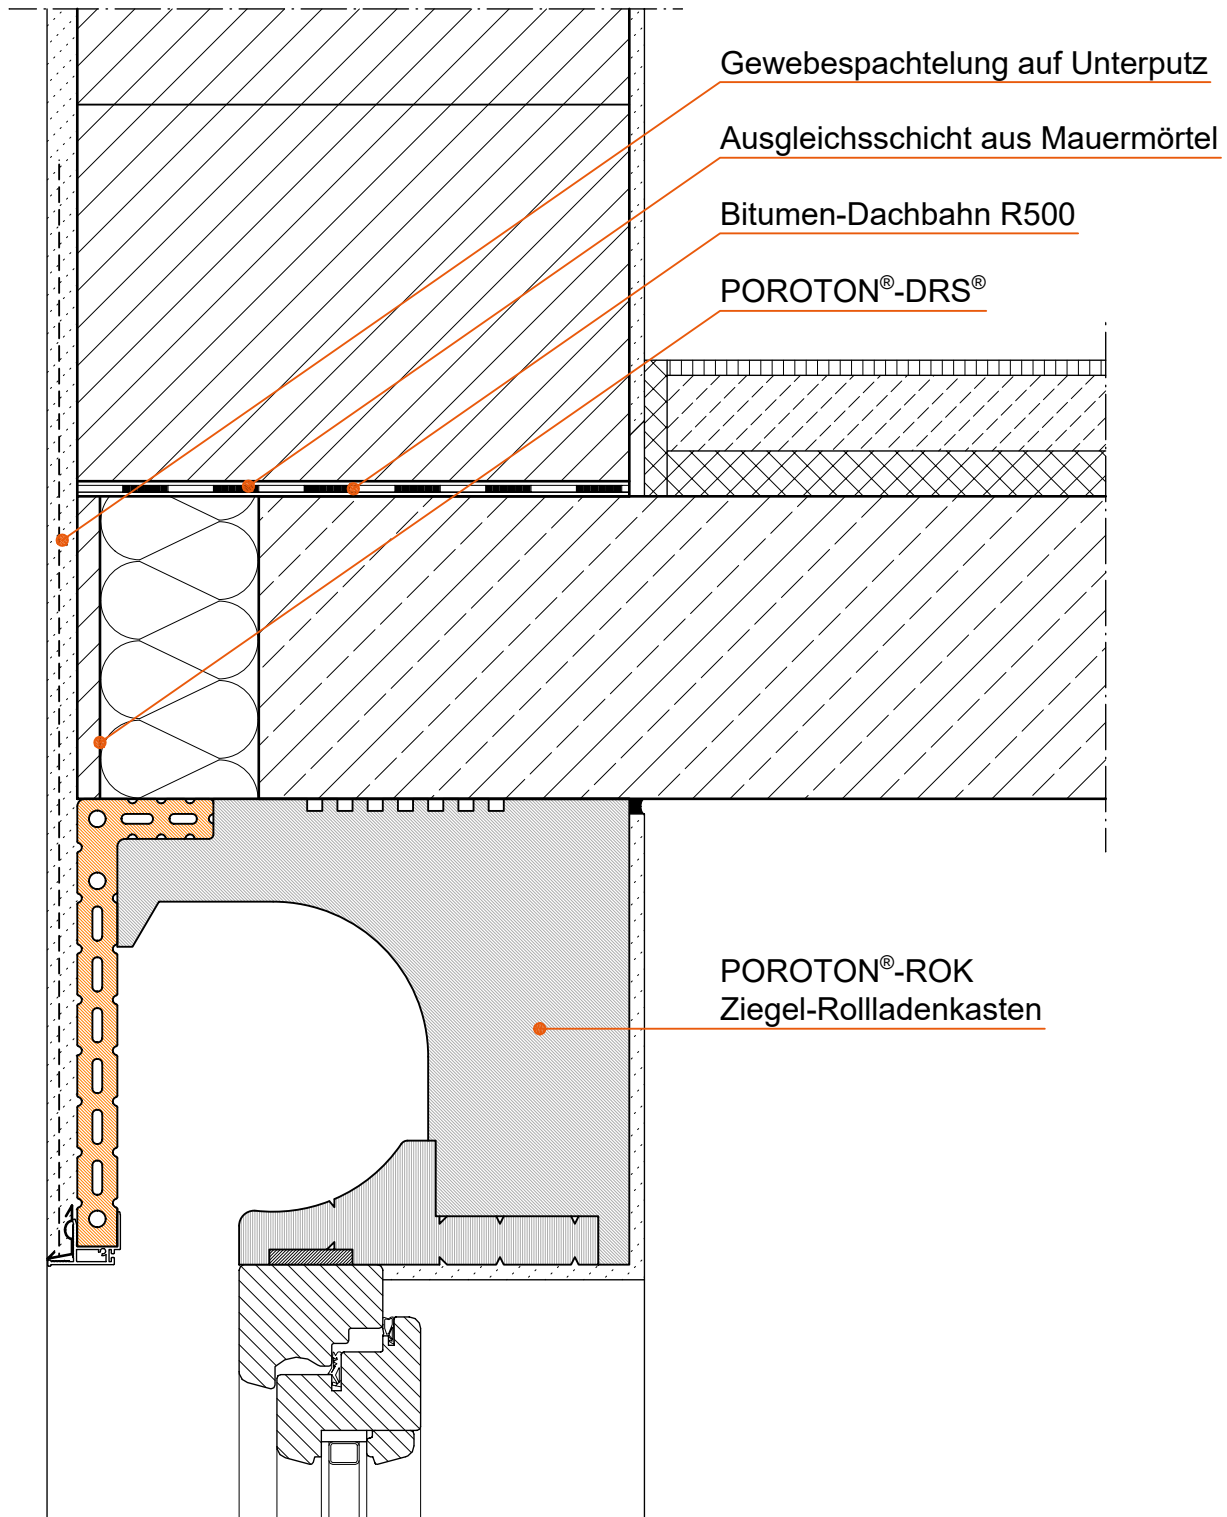 Gewebespachtelung auf Unterputz
Ausgleichsschicht aus Mauermörtel
Bitumen-Dachbahn R500
POROTON®-DRS®
POROTON®-ROK
Ziegel-Rollladenkasten